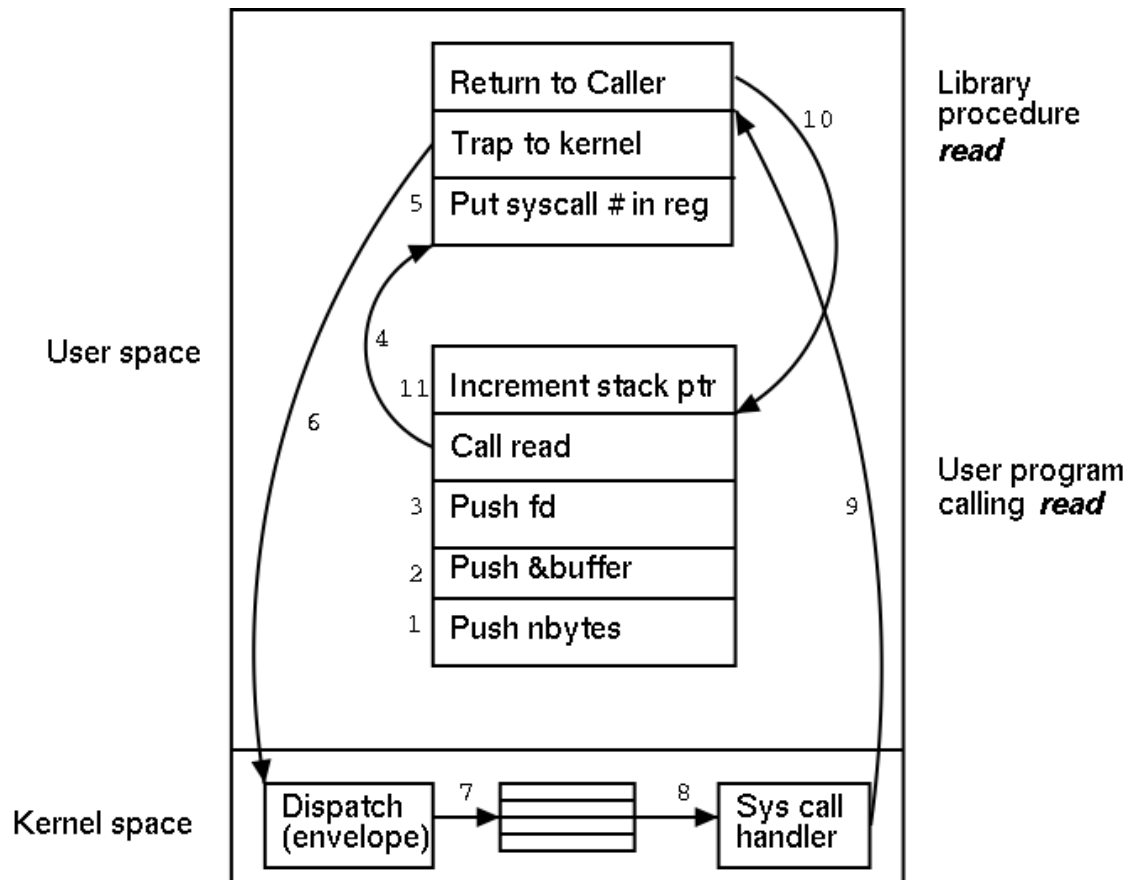 Return to Caller
Trap to kernel
5
Put syscall # in reg
10
Library
procedure
read
4
User space
11
Increment stack ptr
6
Call read
3
Push fd
2
Push &buffer
1
Push nbytes
9
User program
calling read
Kernel space
Dispatch
(envelope)
7
8
Sys call
handler